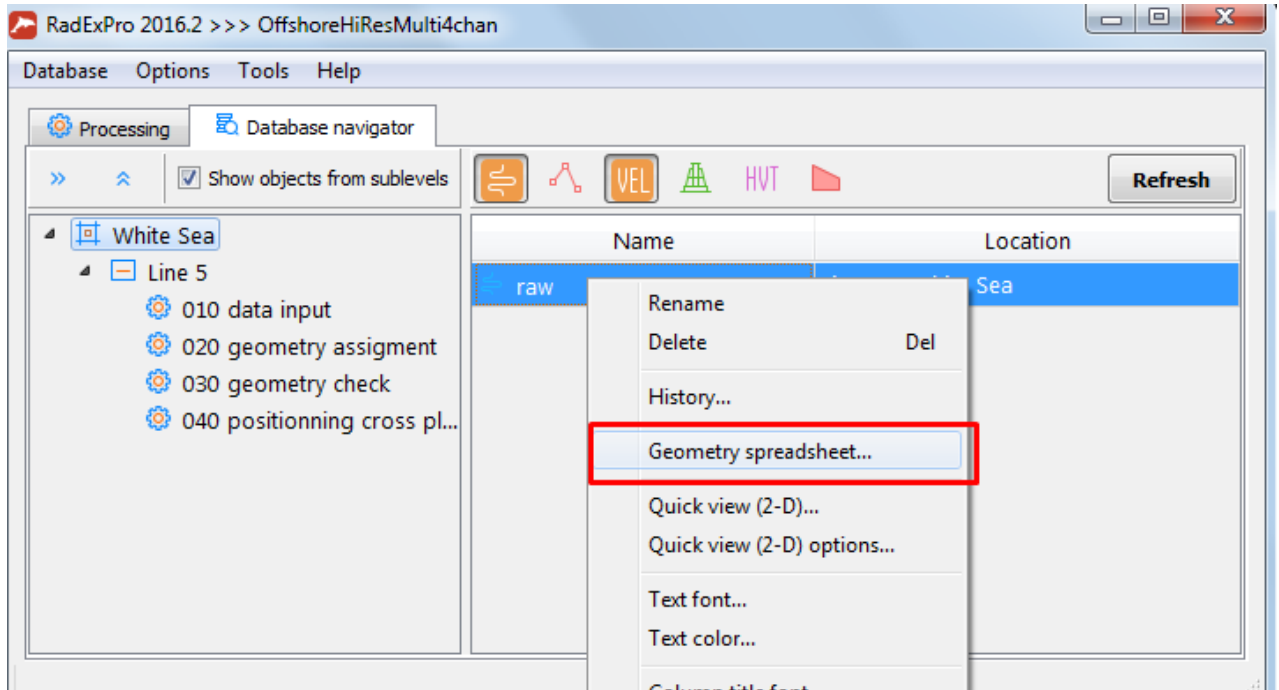 RadExPro 2016.2 >>> OffshoreHiResMulti4chan
Database Options Tools Help
Processing Database navigator
Show objects from sublevels VEL HVT Refresh
White Sea
Line 5
010 data input
020 geometry assigment
030 geometry check
040 positionning cross pl...
Name Location
raw Sea
Rename
Delete Del
History...
Geometry spreadsheet...
Quick view (2-D)...
Quick view (2-D) options...
Text font...
Text color...